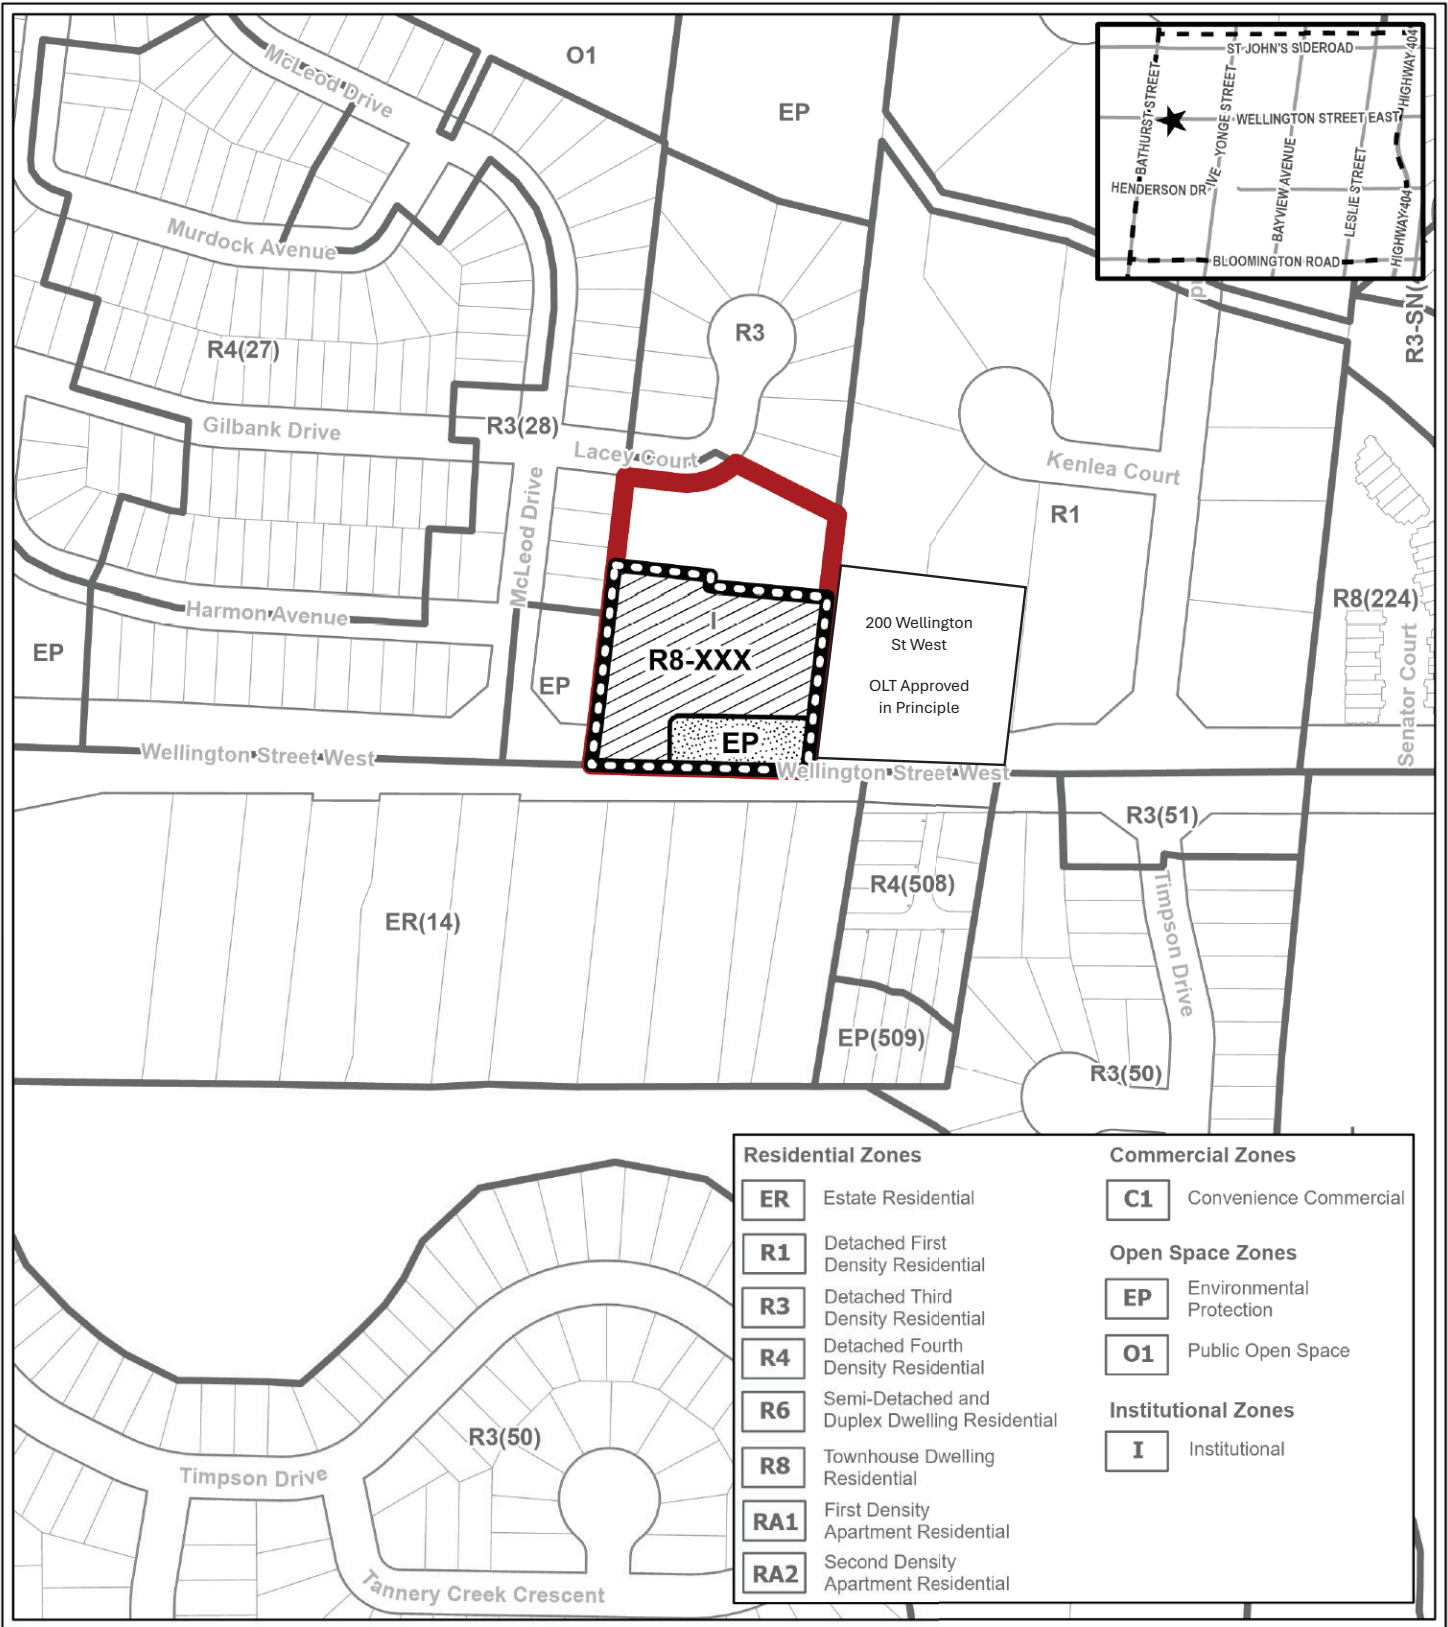 McLeod Drive
O1
EP
ST JOHN'S SIDEROAD
HIGHWAY 404
BATHURST STREET
YONGE STREET
WELLINGTON STREET EAST
BAYVIEW AVENUE
LESLIE STREET
HENDERSON DRIVE
HIGHWAY 404
BLOOMINGTON ROAD
Murdock Avenue
R3
R3-SN(
R4(27)
Gilbank Drive
R3(28)
Lacey Court
Kenlea Court
R1
McLeod Drive
Harmon Avenue
I
200 Wellington
St West
OLT Approved
in Principle
R8(224)
Senator Court
EP
R8-XXX
EP
EP
Wellington Street West
Wellington Street West
R3(51)
R4(508)
Timpson Drive
ER(14)
EP(509)
R3(50)
Residential Zones
ER Estate Residential
R1 Detached First
Density Residential
R3 Detached Third
Density Residential
R4 Detached Fourth
Density Residential
R6 Semi-Detached and
Duplex Dwelling Residential
R8 Townhouse Dwelling
Residential
RA1 First Density
Apartment Residential
RA2 Second Density
Apartment Residential
Commercial Zones
C1 Convenience Commercial
Open Space Zones
EP Environmental
Protection
O1 Public Open Space
Institutional Zones
I Institutional
R3(50)
Timpson Drive
Tannery Creek Crescent